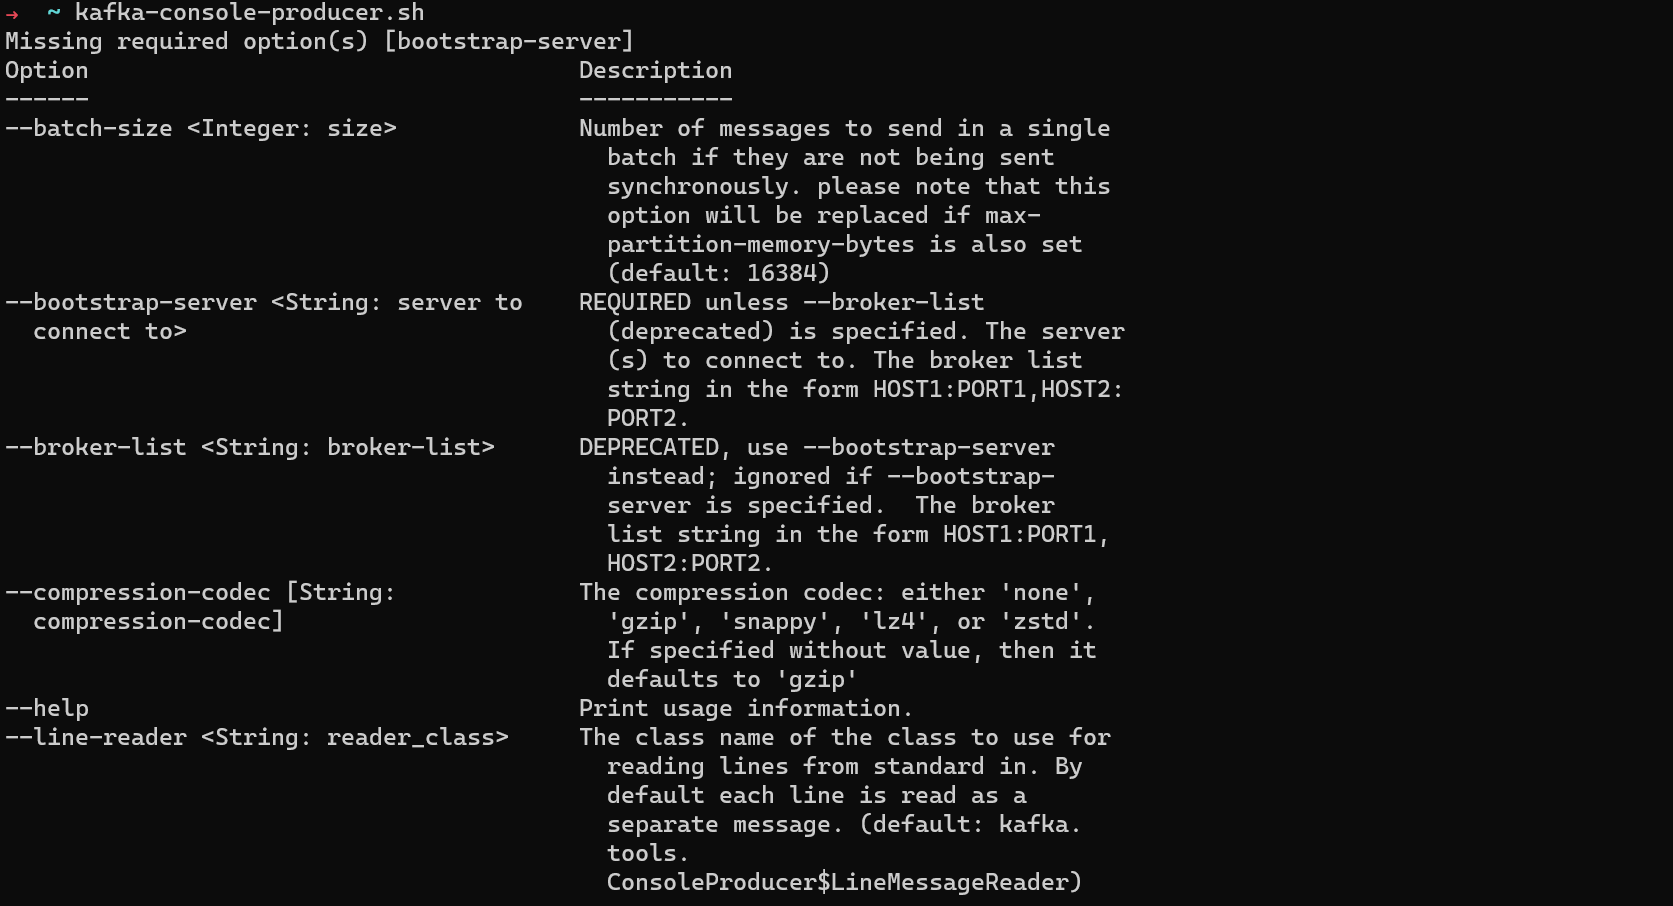 → ~ kafka-console-producer.sh
Missing required option(s) [bootstrap-server]
Option                                   Description
------                                   -----------
--batch-size <Integer: size>             Number of messages to send in a single
                                           batch if they are not being sent
                                           synchronously. please note that this
                                           option will be replaced if max-
                                           partition-memory-bytes is also set
                                           (default: 16384)
--bootstrap-server <String: server to    REQUIRED unless --broker-list
  connect to>                              (deprecated) is specified. The server
                                           (s) to connect to. The broker list
                                           string in the form HOST1:PORT1,HOST2:
                                           PORT2.
--broker-list <String: broker-list>      DEPRECATED, use --bootstrap-server
                                           instead; ignored if --bootstrap-
                                           server is specified.  The broker
                                           list string in the form HOST1:PORT1,
                                           HOST2:PORT2.
--compression-codec [String:             The compression codec: either 'none',
  compression-codec]                       'gzip', 'snappy', 'lz4', or 'zstd'.
                                           If specified without value, then it
                                           defaults to 'gzip'
--help                                   Print usage information.
--line-reader <String: reader_class>     The class name of the class to use for
                                           reading lines from standard in. By
                                           default each line is read as a
                                           separate message. (default: kafka.
                                           tools.
                                           ConsoleProducer$LineMessageReader)